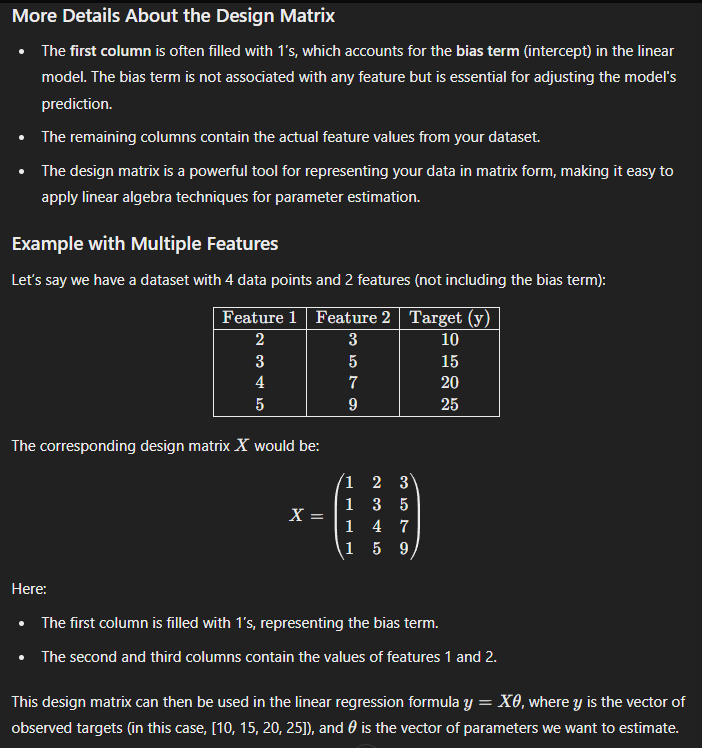 More Details About the Design Matrix
• The first column is often filled with 1's, which accounts for the bias term (intercept) in the linear
model. The bias term is not associated with any feature but is essential for adjusting the model's
prediction.
• The remaining columns contain the actual feature values from your dataset.
• The design matrix is a powerful tool for representing your data in matrix form, making it easy to
apply linear algebra techniques for parameter estimation.
Example with Multiple Features
Let's say we have a dataset with 4 data points and 2 features (not including the bias term):
Feature 1 Feature 2 Target (y)
2 3 10
3 5 15
4 7 20
5 9 25
The corresponding design matrix X would be:
1 2 3
1 3 5
X =
1 4 7
1 5 9
Here:
• The first column is filled with 1's, representing the bias term.
• The second and third columns contain the values of features 1 and 2.
This design matrix can then be used in the linear regression formula y = Xθ, where y is the vector of
observed targets (in this case, [10, 15, 20, 25]), and θ is the vector of parameters we want to estimate.